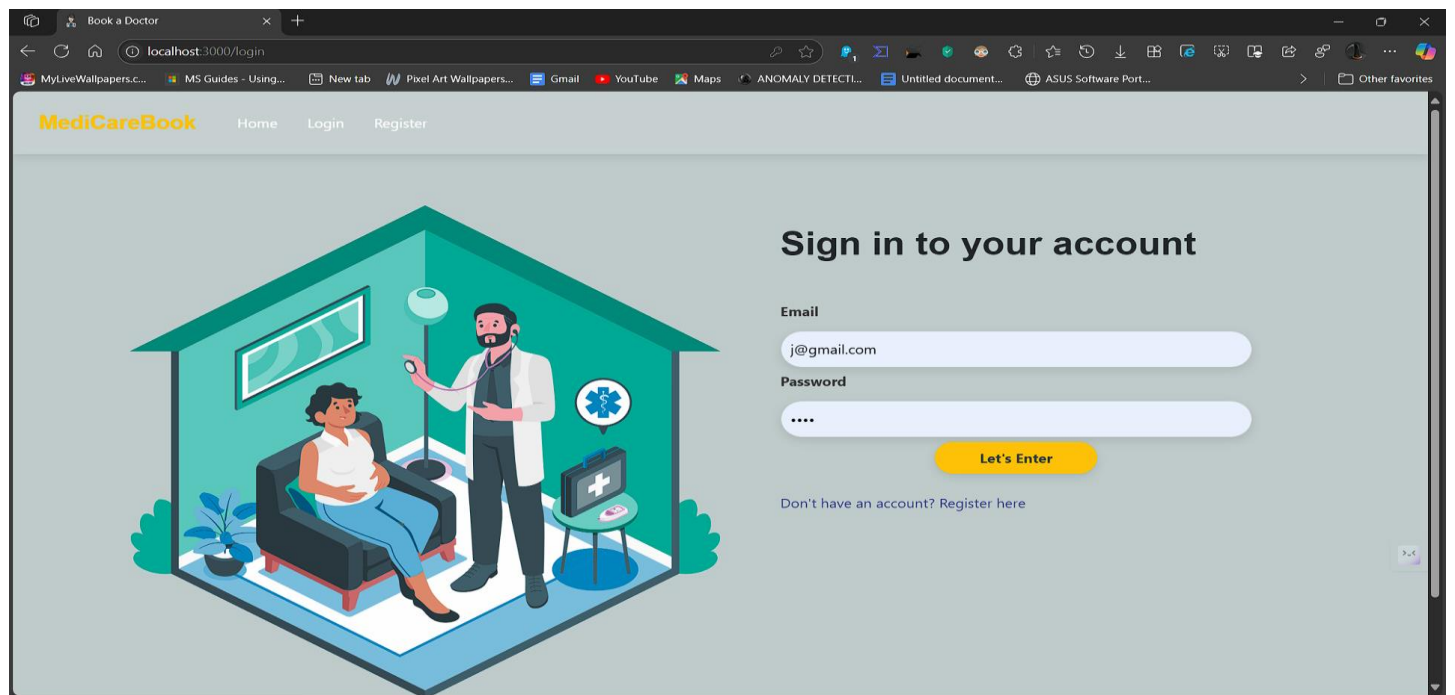 Book a Doctor
localhost:3000/login
1
MyLiveWallpapers.c... MS Guides - Using... New tab Pixel Art Wallpapers... Gmail YouTube Maps ANOMALY DETECTI... Untitled document... ASUS Software Port... Other favorites
MediCareBook Home Login Register
Sign in to your account
Email
j@gmail.com
Password
••••
Let's Enter
Don't have an account? Register here